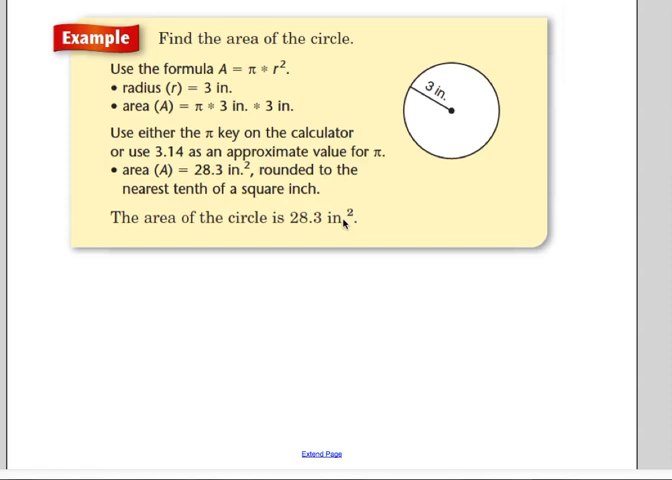 Example Find the area of the circle.
Use the formula A = π * r².
• radius (r) = 3 in.
• area (A) = π * 3 in. * 3 in.
3 in.
Use either the π key on the calculator
or use 3.14 as an approximate value for π.
• area (A) = 28.3 in.², rounded to the
nearest tenth of a square inch.
The area of the circle is 28.3 in.².
Extend Page